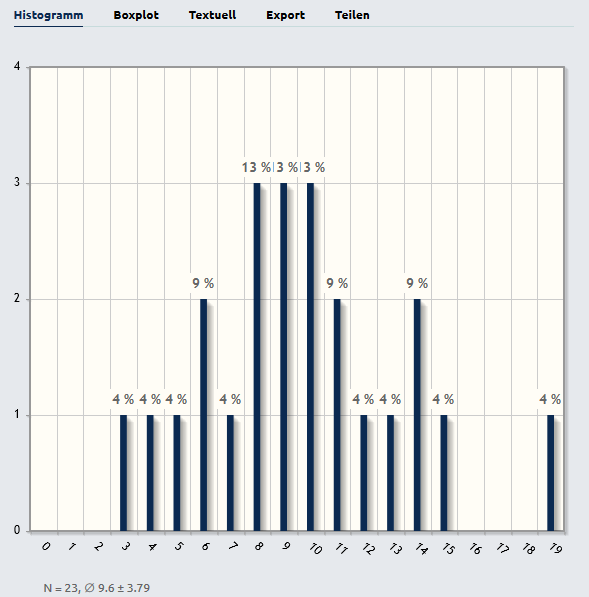 Histogramm Boxplot Textuell Export Teilen
4
13 % 3 % 3 %
3
9 % 9 % 9 %
2
4 % 4 % 4 % 4 % 4 % 4 % 4 % 4 %
1
0
0 1 2 3 4 5 6 7 8 9 10 11 12 13 14 15 16 17 18 19
N = 23, ∅ 9.6 ± 3.79